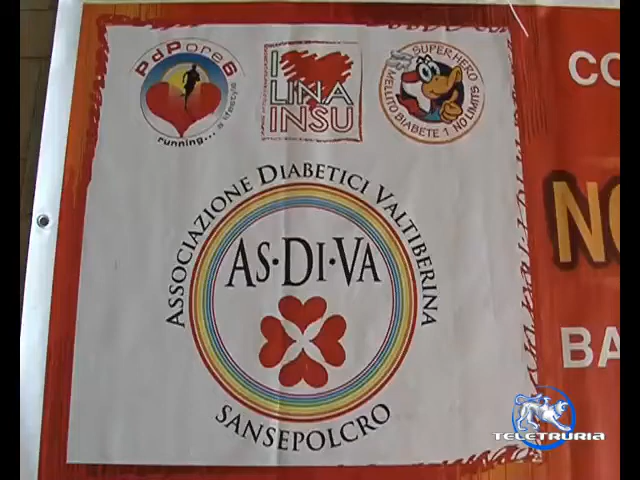 PdPore6
running... a lifestyle
I
LINA
INSU
SUPER HERO
MELLITO DIABETE 1 NO LIMITS
CO
ASSOCIAZIONE DIABETICI VALTIBERINA
AS·DI·VA
SANSEPOLCRO
NO
BA
TELETRURIA